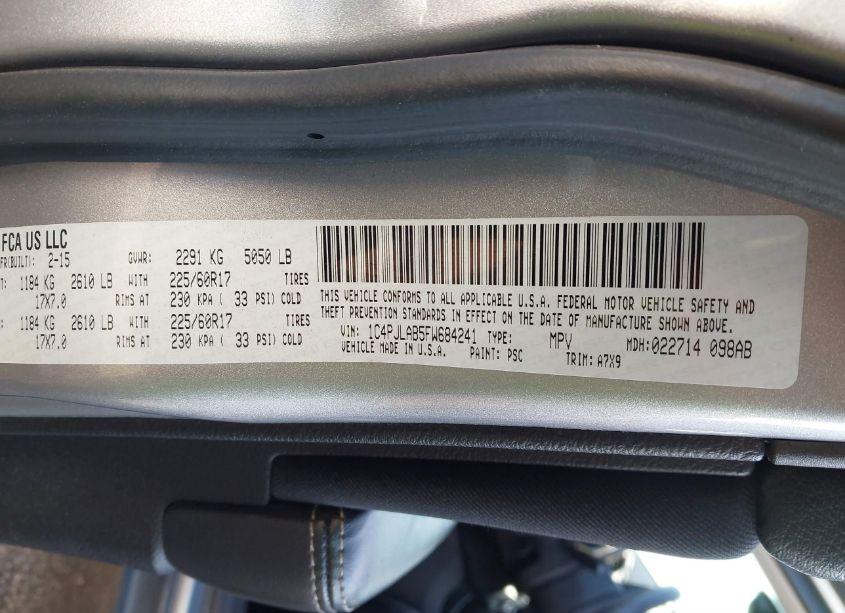 FCA US LLC
FR(BUILT): 2-15 GVWR: 2291 KG 5050 LB
T: 1184 KG 2610 LB WITH 225/60R17 TIRES
17X7.0 RIMS AT 230 KPA ( 33 PSI) COLD
: 1184 KG 2610 LB WITH 225/60R17 TIRES
17X7.0 RIMS AT 230 KPA ( 33 PSI) COLD
THIS VEHICLE CONFORMS TO ALL APPLICABLE U.S.A. FEDERAL MOTOR VEHICLE SAFETY AND
THEFT PREVENTION STANDARDS IN EFFECT ON THE DATE OF MANUFACTURE SHOWN ABOVE.
VIN: 1C4PJLAB5FW684241 TYPE: MPV MDH:022714 098AB
VEHICLE MADE IN U.S.A. PAINT: PSC TRIM: A7X9